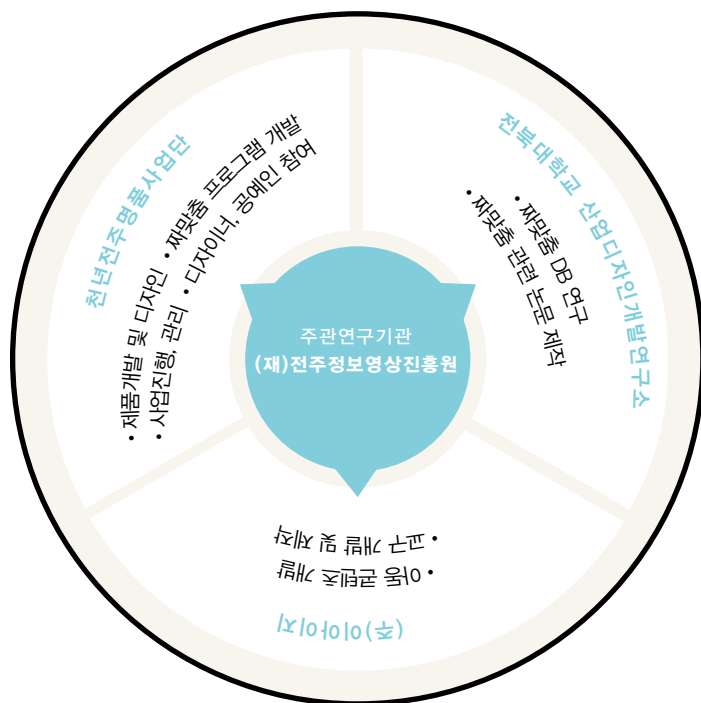 천년전주명품사업단
• 제품개발 및 디자인 • 짜맞춤 프로그램 개발
• 사업진행, 관리 • 디자이너, 공예인 참여
전북대학교 산업디자인개발연구소
• 짜맞춤 DB 연구
• 짜맞춤 관련 논문 제작
주관연구기관
(재)전주정보영상진흥원
(주)이아이지
• 이동 콘텐츠 개발
• 교구 개발 및 제작